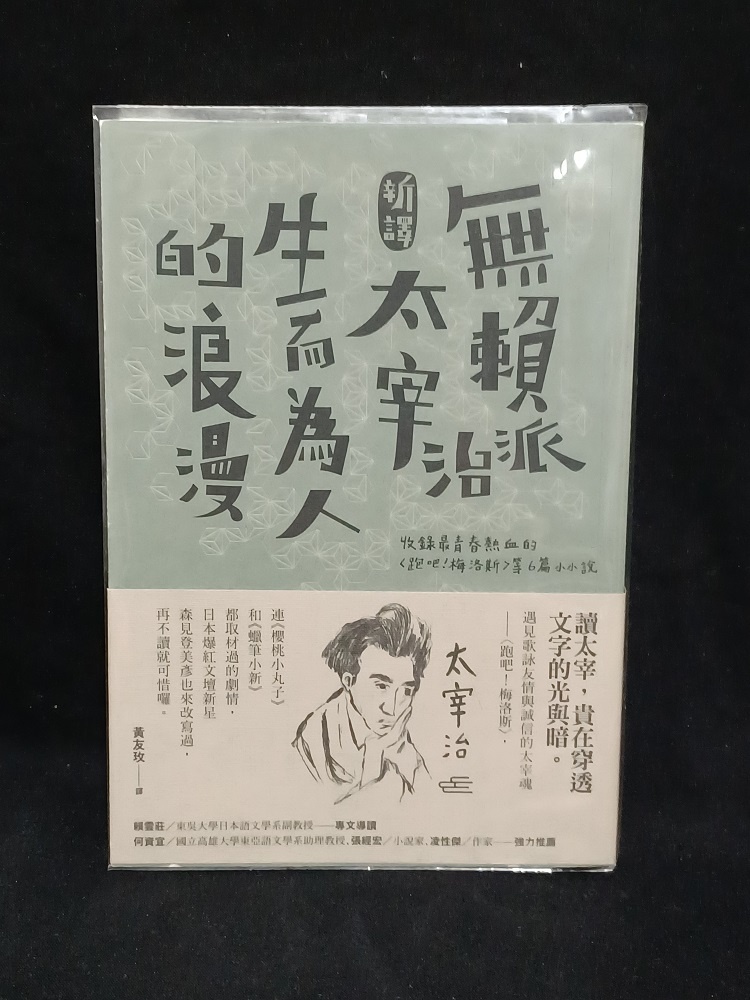 新譯
無賴派
太宰治
生而為人
的浪漫
收錄最青春熱血的
〈跑吧!梅洛斯〉等6篇小小說
讀太宰,貴在穿透
文字的光與暗。
遇見歌詠友情與誠信的太宰魂
——〈跑吧!梅洛斯〉,
太宰治
連《櫻桃小丸子》
和《蠟筆小新》
都取材過的劇情,
日本爆紅文壇新星
森見登美彥也來改寫過,
再不讀就可惜囉。
黃友玫——譯
賴雲莊/東吳大學日本語文學系副教授——專文導讀
何資宜/國立高雄大學東亞語文學系助理教授、張經宏/小說家、凌性傑/作家——強力推薦